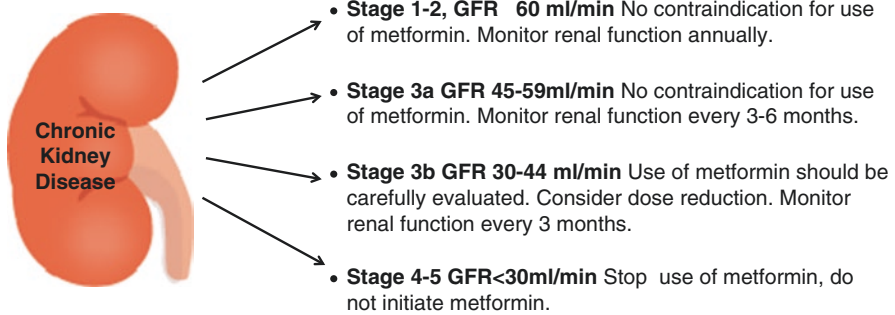 Chronic
Kidney
Disease
• Stage 1-2, GFR 60 ml/min No contraindication for use
of metformin. Monitor renal function annually.
• Stage 3a GFR 45-59ml/min No contraindication for use
of metformin. Monitor renal function every 3-6 months.
• Stage 3b GFR 30-44 ml/min Use of metformin should be
carefully evaluated. Consider dose reduction. Monitor
renal function every 3 months.
• Stage 4-5 GFR<30ml/min Stop use of metformin, do
not initiate metformin.